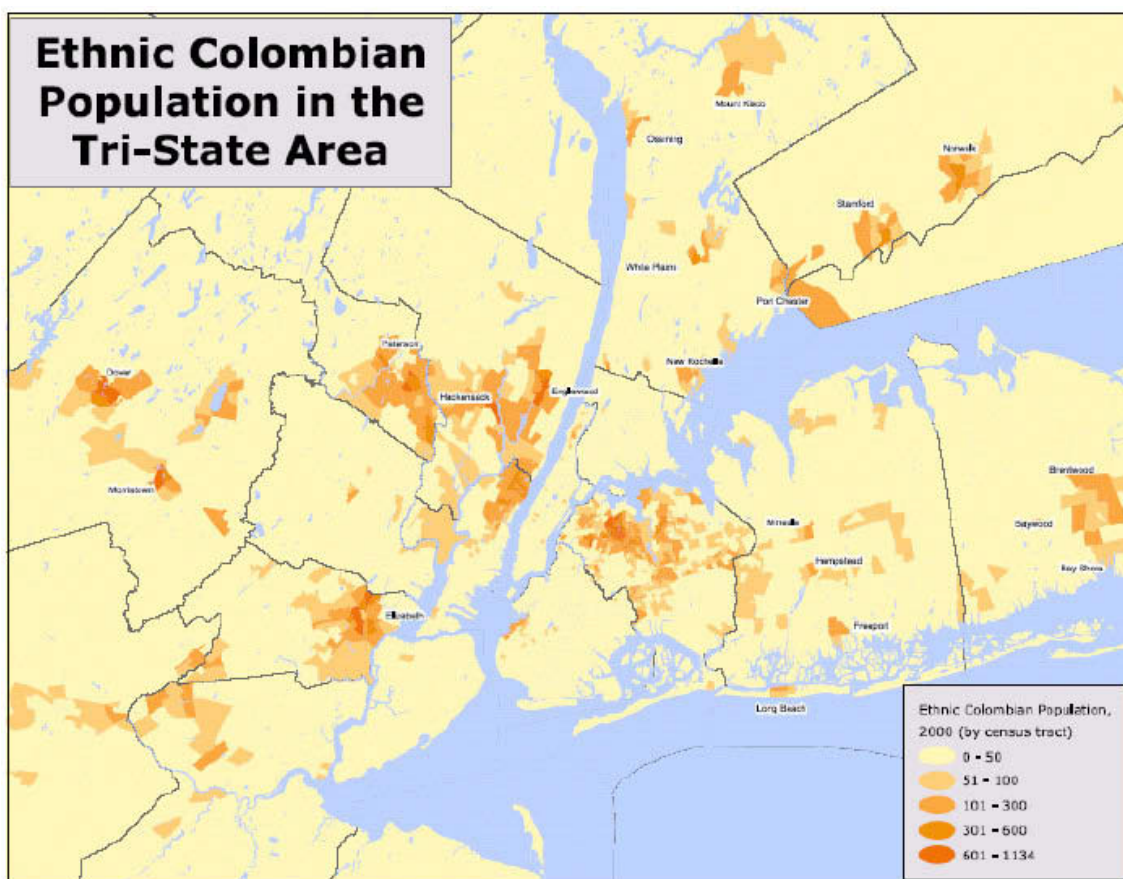 Ethnic Colombian
Population in the
Tri-State Area
Mount Kisco
Ossining
Norwalk
Stamford
White Plains
Port Chester
Paterson
New Rochelle
Dover
Hackensack
Englewood
Brentwood
Morristown
Mineola
Baywood
Hempstead
Bay Shore
Elizabeth
Freeport
Long Beach
Ethnic Colombian Population,
2000 (by census tract)
0 - 50
51 - 100
101 - 300
301 - 600
601 - 1134